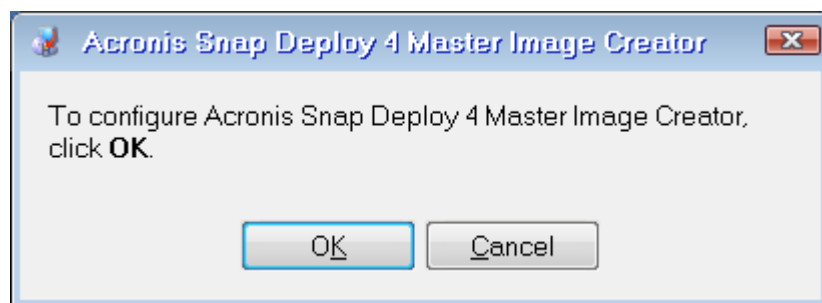 Acronis Snap Deploy 4 Master Image Creator
To configure Acronis Snap Deploy 4 Master Image Creator,
click OK.
OK Cancel